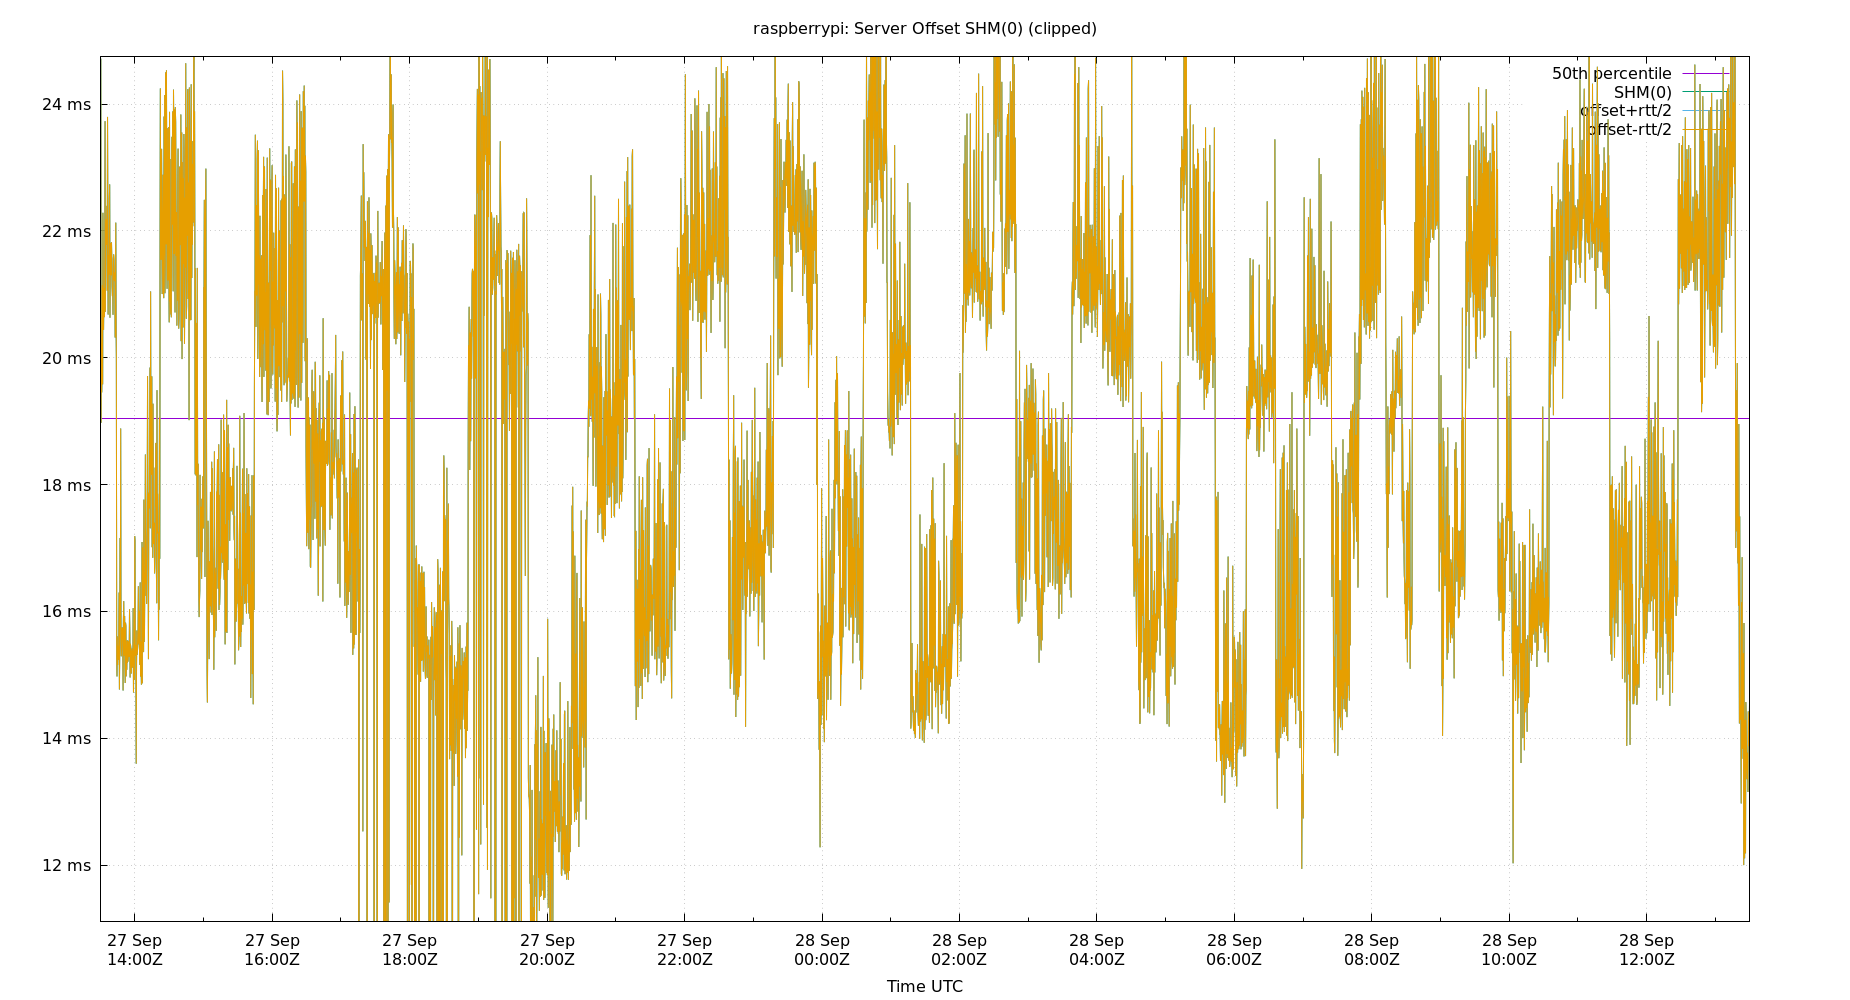 raspberrypi: Server Offset SHM(0) (clipped)
50th percentile
SHM(0)
offset+rtt/2
offset-rtt/2
24 ms
22 ms
20 ms
18 ms
16 ms
14 ms
12 ms
27 Sep 27 Sep 27 Sep 27 Sep 27 Sep 28 Sep 28 Sep 28 Sep 28 Sep 28 Sep 28 Sep 28 Sep
14:00Z 16:00Z 18:00Z 20:00Z 22:00Z 00:00Z 02:00Z 04:00Z 06:00Z 08:00Z 10:00Z 12:00Z
Time UTC